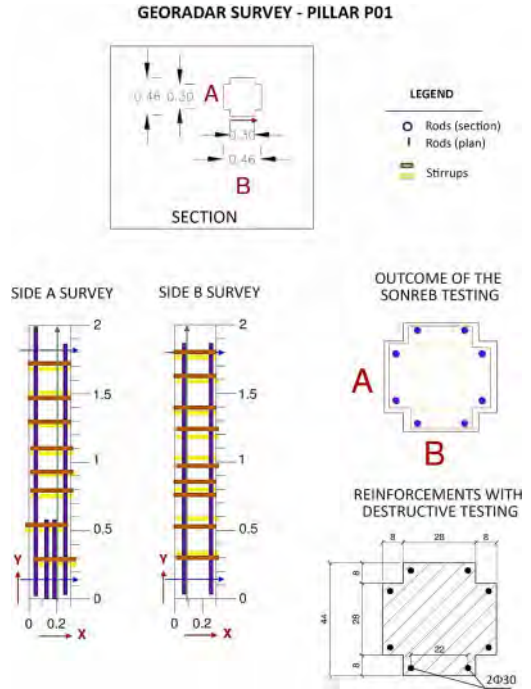 GEORADAR SURVEY - PILLAR P01
0.46
0.30
A
0.30
0.46
B
SECTION
LEGEND
Rods (section)
Rods (plan)
Stirrups
SIDE A SURVEY
SIDE B SURVEY
2
1.5
1
0.5
0
Y
0
0.2
X
2
1.5
1
0.5
0
Y
0
0.2
X
OUTCOME OF THE
SONREB TESTING
A
B
REINFORCEMENTS WITH
DESTRUCTIVE TESTING
8
28
8
8
44
28
8
22
2Φ30